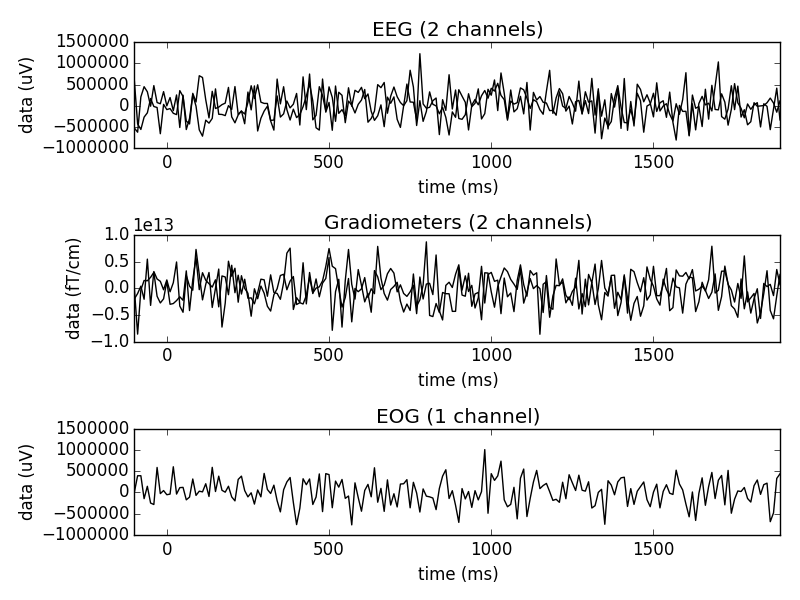 EEG (2 channels)
1500000
1000000
500000
0
−500000
−1000000
data (uV)
0 500 1000 1500
time (ms)
Gradiometers (2 channels)
1e13
1.0
0.5
0.0
−0.5
−1.0
data (fT/cm)
0 500 1000 1500
time (ms)
EOG (1 channel)
1500000
1000000
500000
0
−500000
−1000000
data (uV)
0 500 1000 1500
time (ms)